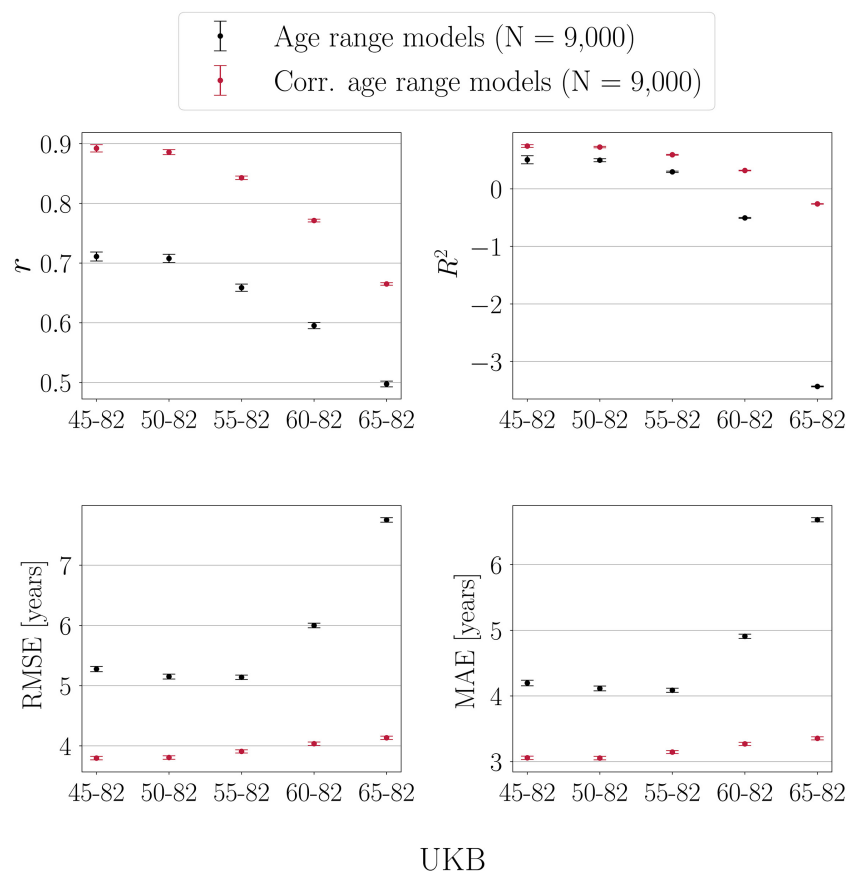 Age range models (N = 9,000)
Corr. age range models (N = 9,000)
0.9
0.8
0.7
0.6
0.5
r
45-82 50-82 55-82 60-82 65-82
0
−1
−2
−3
R²
45-82 50-82 55-82 60-82 65-82
7
6
5
4
RMSE [years]
45-82 50-82 55-82 60-82 65-82
6
5
4
3
MAE [years]
45-82 50-82 55-82 60-82 65-82
UKB